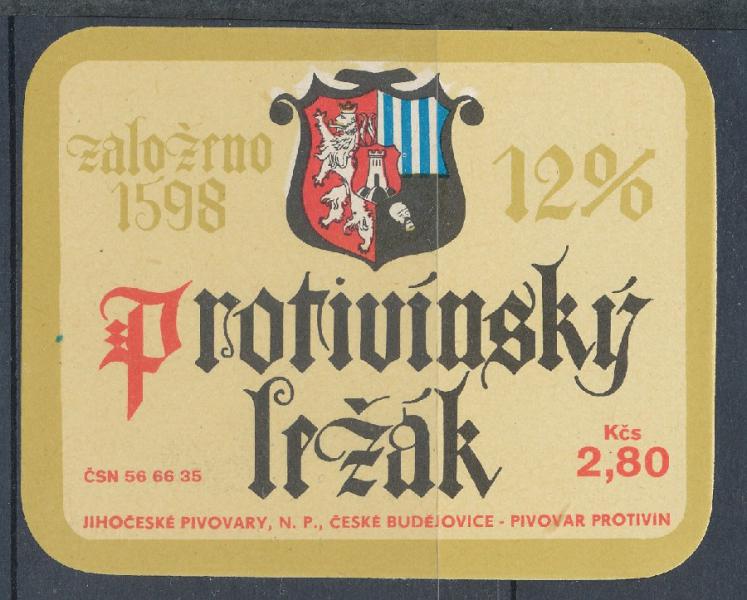 založeno
1598
12%
Protivínský
ležák
Kčs
2,80
ČSN 56 66 35
JIHOČESKÉ PIVOVARY, N. P., ČESKÉ BUDĚJOVICE - PIVOVAR PROTIVÍN